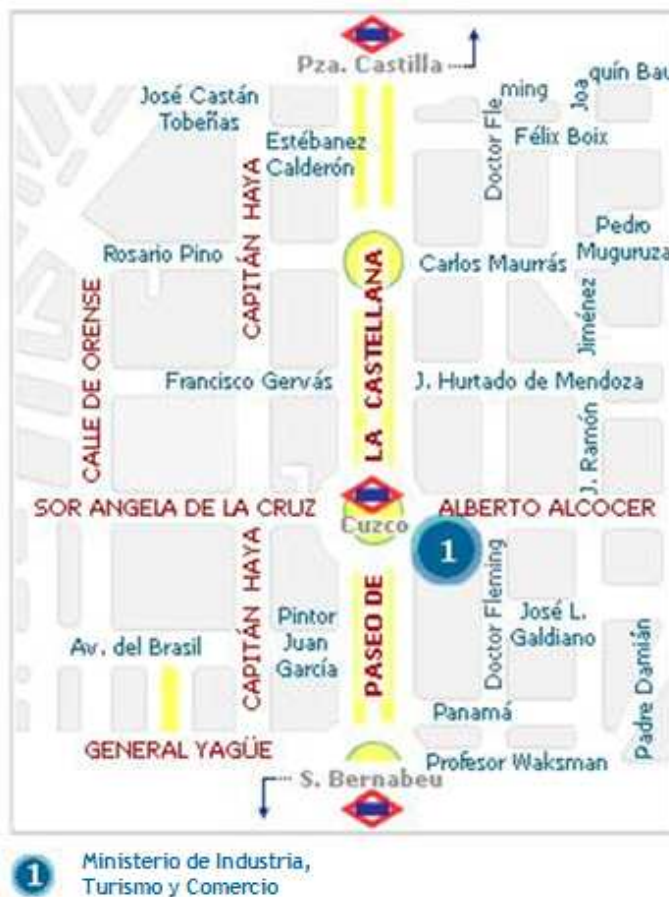 Pza. Castilla
José Castán
Tobeñas
Estébanez
Calderón
Doctor Fleming
Joaquín Bau
Félix Boix
CAPITÁN HAYA
Rosario Pino
Carlos Maurrás
Pedro
Muguruza
CALLE DE ORENSE
PASEO DE LA CASTELLANA
Francisco Gervás
J. Hurtado de Mendoza
J. Ramón Jiménez
SOR ANGELA DE LA CRUZ
Cuzco
ALBERTO ALCOCER
1
CAPITÁN HAYA
Pintor
Juan
García
Doctor Fleming
José L.
Galdiano
Av. del Brasil
Padre Damián
Panamá
GENERAL YAGÜE
Profesor Waksman
S. Bernabeu
1
Ministerio de Industria,
Turismo y Comercio